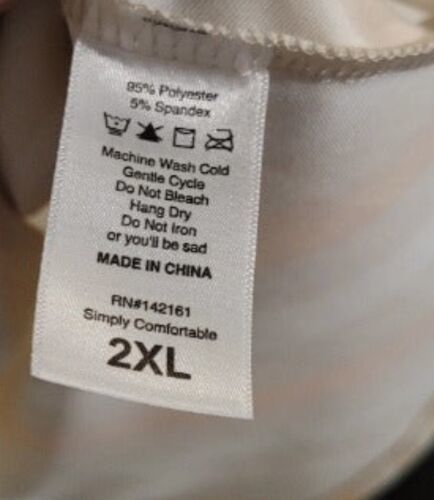 95% Polyester
5% Spandex
Machine Wash Cold
Gentle Cycle
Do Not Bleach
Hang Dry
Do Not Iron
or you'll be sad
MADE IN CHINA
RN#142161
Simply Comfortable
2XL